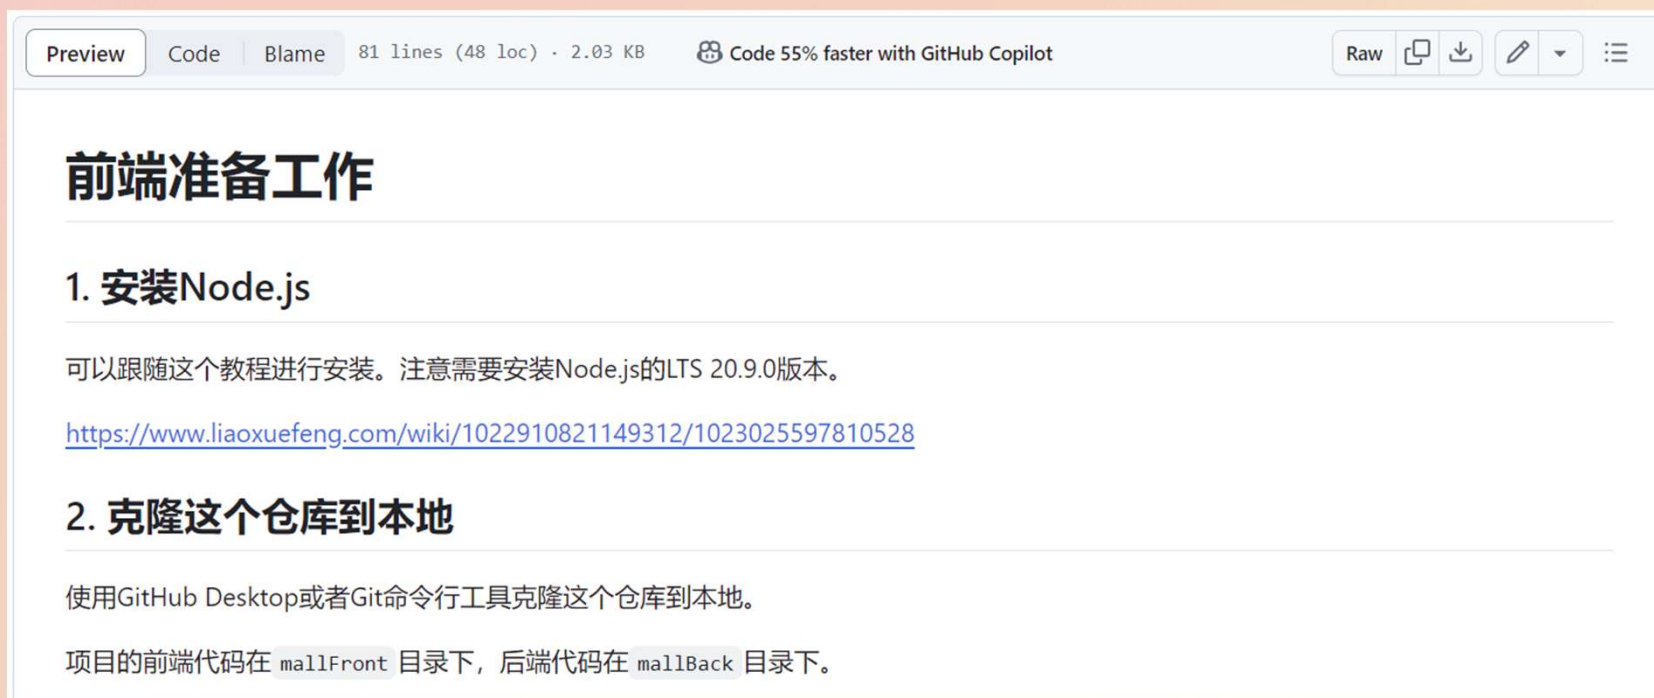 Preview Code Blame 81 lines (48 loc) · 2.03 KB Code 55% faster with GitHub Copilot Raw
前端准备工作
1. 安装Node.js
可以跟随这个教程进行安装。注意需要安装Node.js的LTS 20.9.0版本。
https://www.liaoxuefeng.com/wiki/1022910821149312/1023025597810528
2. 克隆这个仓库到本地
使用GitHub Desktop或者Git命令行工具克隆这个仓库到本地。
项目的前端代码在 mallFront 目录下，后端代码在 mallBack 目录下。